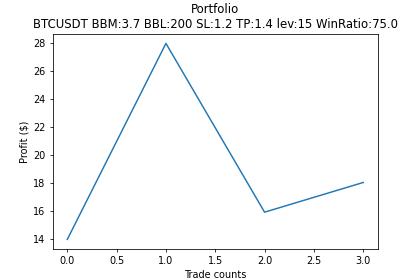 Portfolio
BTCUSDT BBM:3.7 BBL:200 SL:1.2 TP:1.4 lev:15 WinRatio:75.0
28
26
24
22
20
18
16
14
Profit ($)
0.0 0.5 1.0 1.5 2.0 2.5 3.0
Trade counts